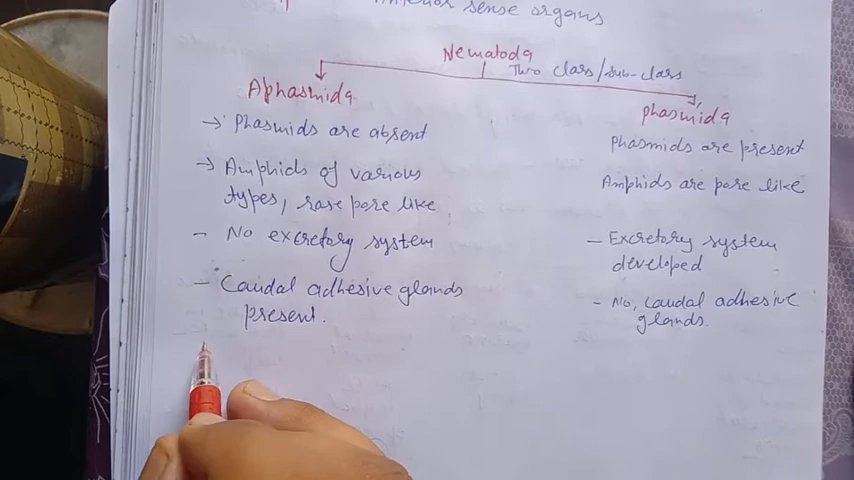 sense organs
Nematoda
Two class/sub-class
Aphasmida
→ Phasmids are absent
→ Amphids of various
types, rare pore like
- No excretory system
- Caudal adhesive glands
present.
Phasmida
Phasmids are present
Amphids are pore like
- Excretory system
developed
- No, caudal adhesive
glands.